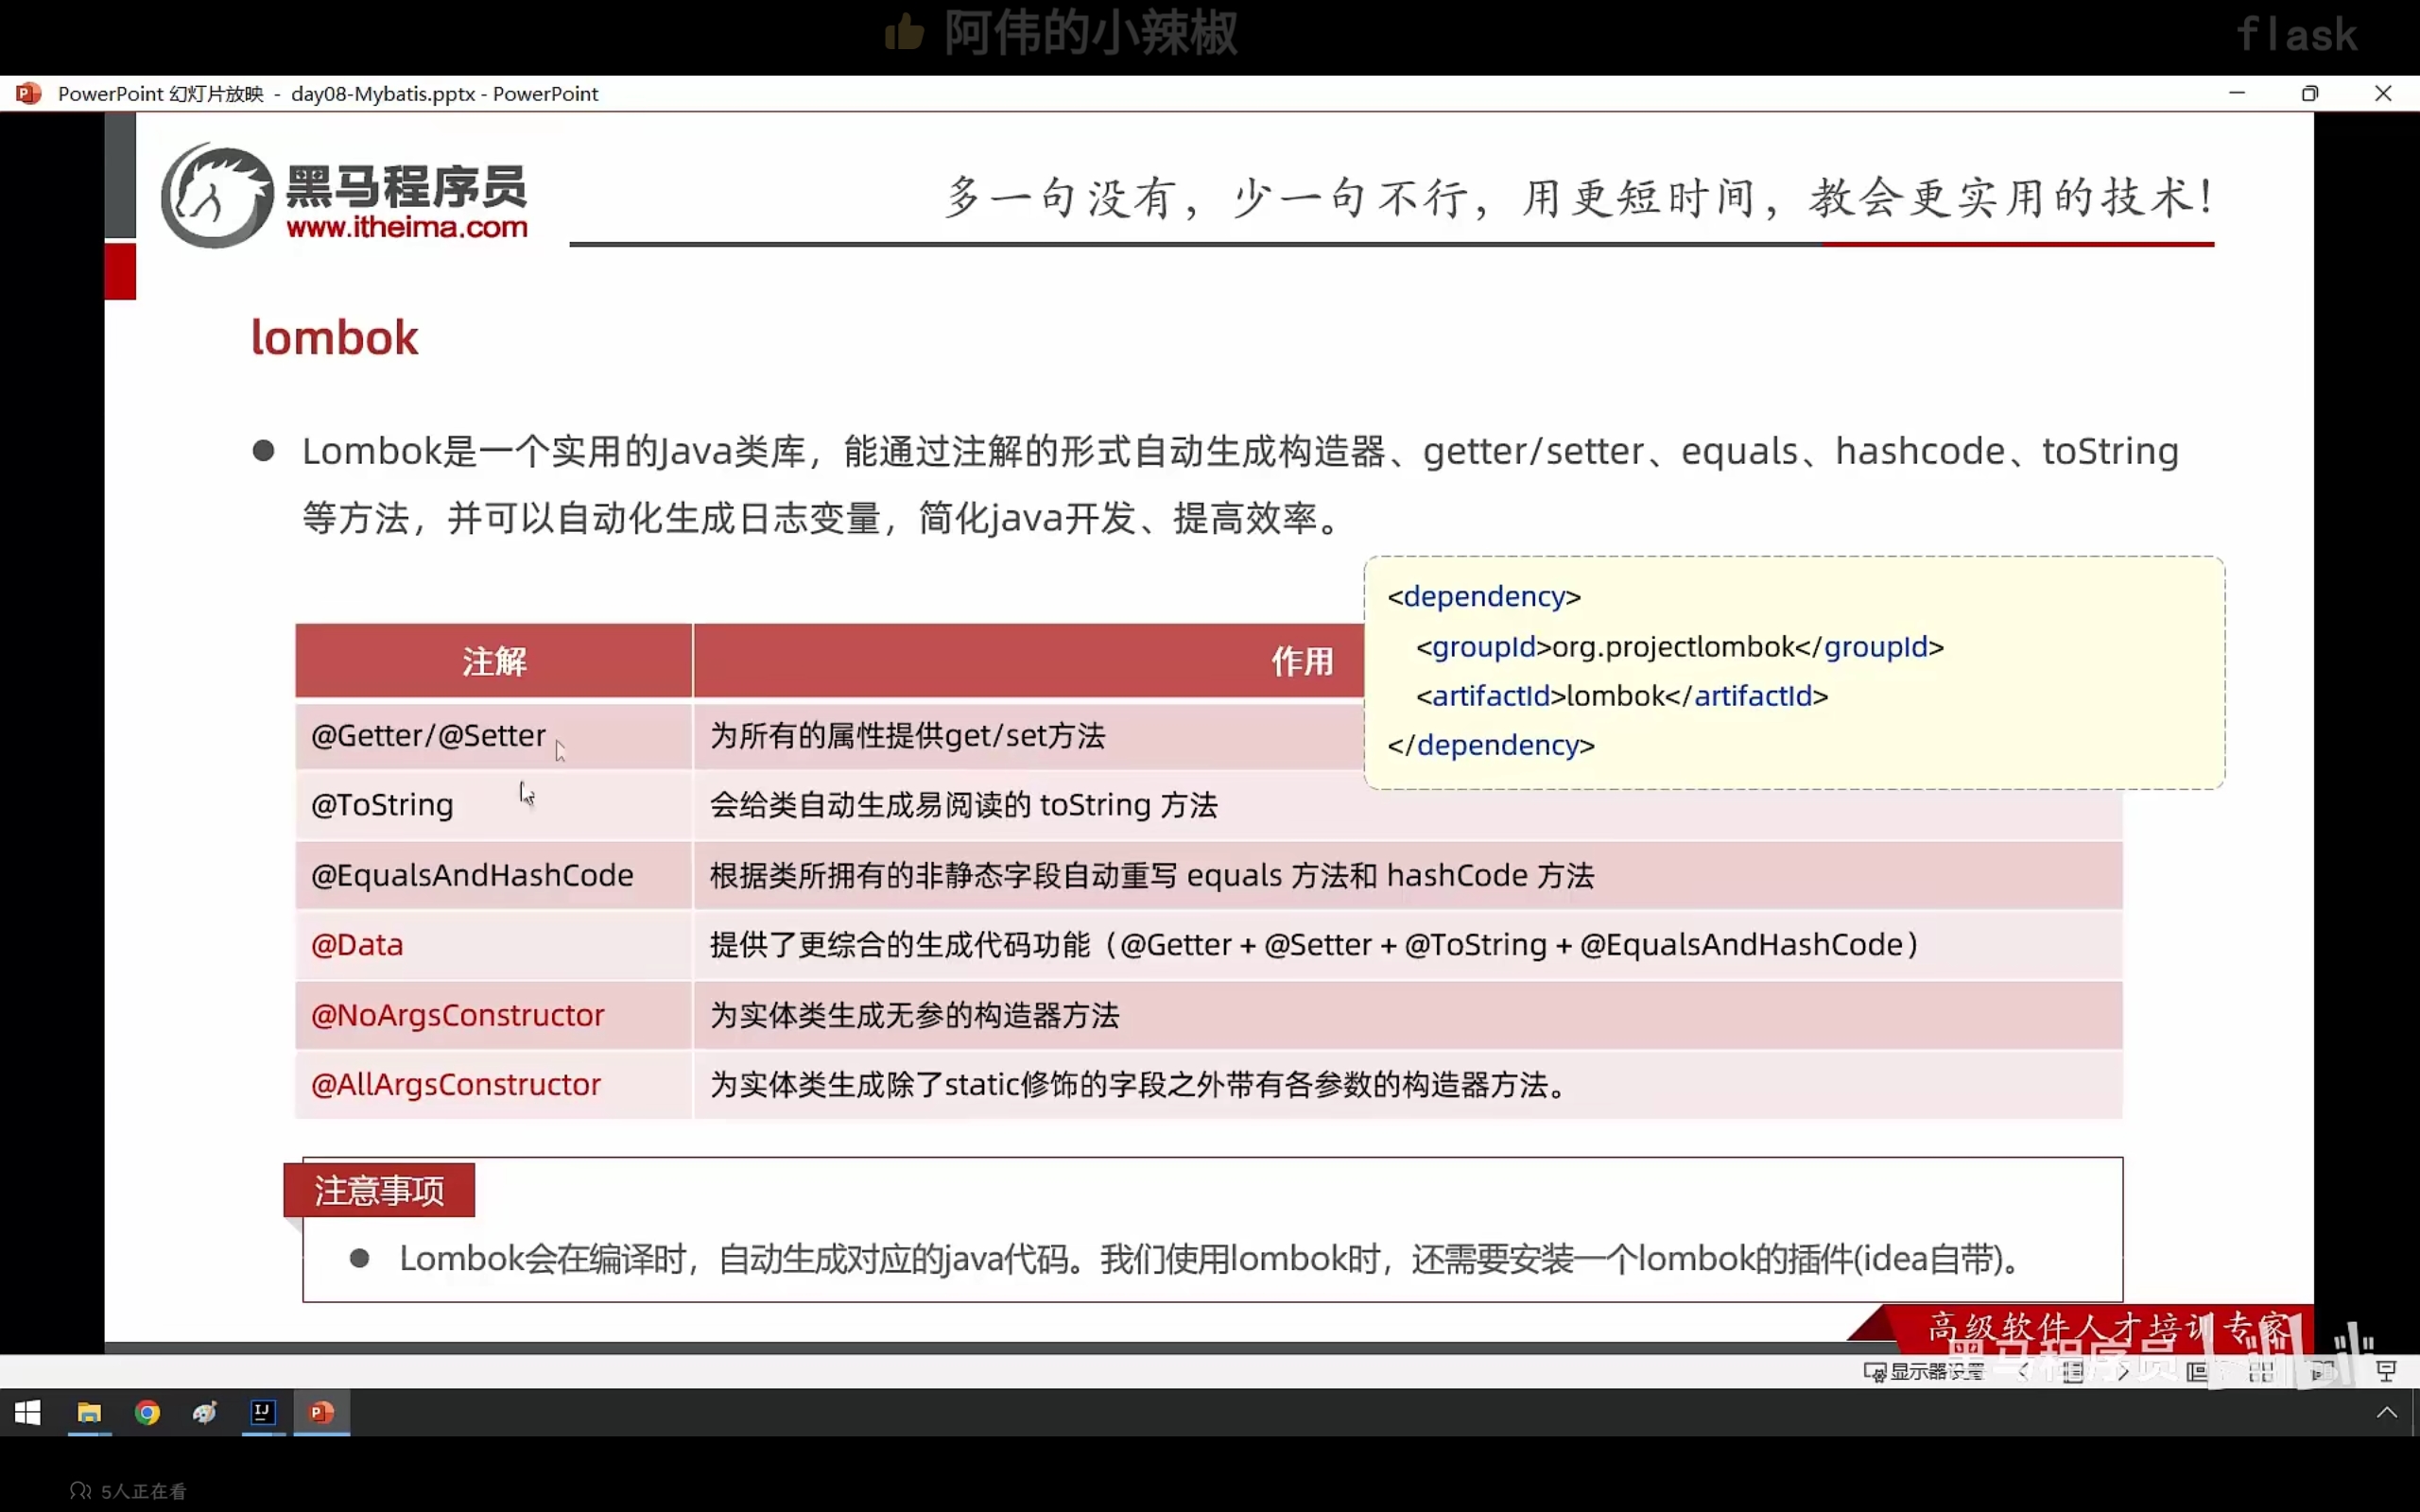 阿伟的小辣椒
flask
PowerPoint 幻灯片放映 - day08-Mybatis.pptx - PowerPoint
黑马程序员
www.itheima.com
多一句没有，少一句不行，用更短时间，教会更实用的技术！
lombok
Lombok是一个实用的Java类库，能通过注解的形式自动生成构造器、getter/setter、equals、hashcode、toString
等方法，并可以自动化生成日志变量，简化java开发、提高效率。
<dependency>
<groupId>org.projectlombok</groupId>
<artifactId>lombok</artifactId>
</dependency>
注解 作用
@Getter/@Setter 为所有的属性提供get/set方法
@ToString 会给类自动生成易阅读的 toString 方法
@EqualsAndHashCode 根据类所拥有的非静态字段自动重写 equals 方法和 hashCode 方法
@Data 提供了更综合的生成代码功能（@Getter + @Setter + @ToString + @EqualsAndHashCode）
@NoArgsConstructor 为实体类生成无参的构造器方法
@AllArgsConstructor 为实体类生成除了static修饰的字段之外带有各参数的构造器方法。
注意事项
Lombok会在编译时，自动生成对应的java代码。我们使用lombok时，还需要安装一个lombok的插件(idea自带)。
高级软件人才培训专家
黑马程序员
显示器设置
5人正在看